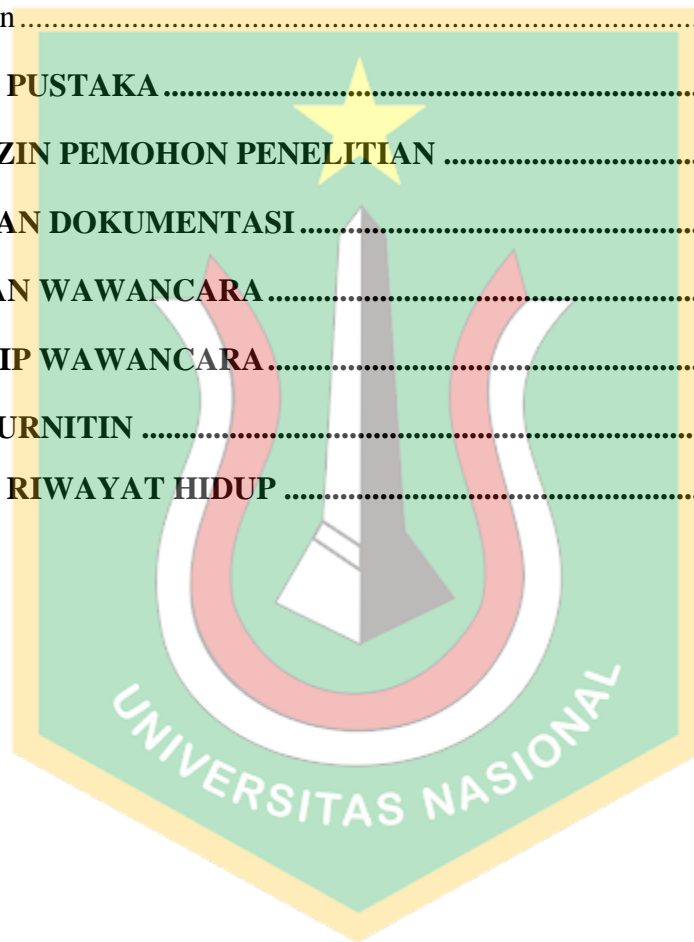 n ..........................................................................................
PUSTAKA ..........................................................................
ZIN PEMOHON PENELITIAN ...................................
AN DOKUMENTASI .......................................................
AN WAWANCARA ...........................................................
IP WAWANCARA ............................................................
URNITIN ..............................................................................
RIWAYAT HIDUP .........................................................
UNIVERSITAS NASIONAL